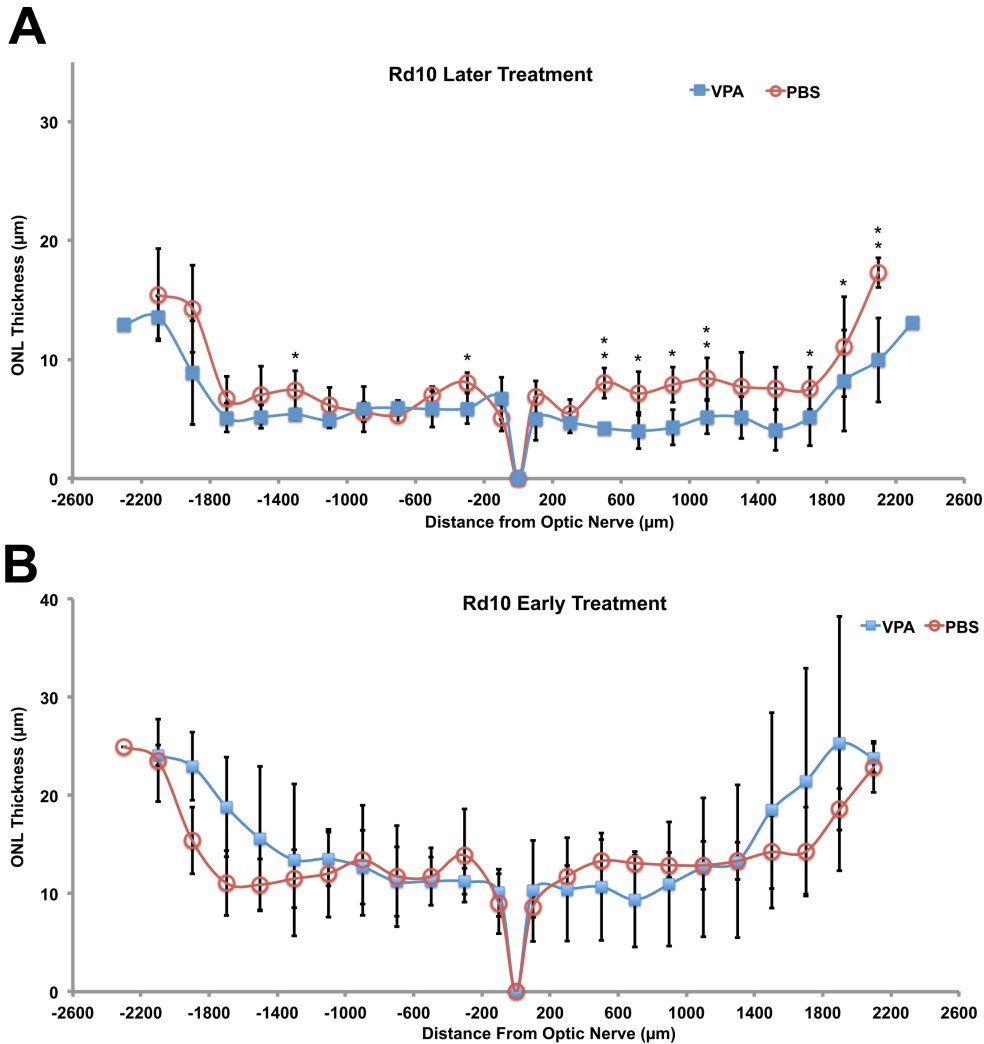 A
Rd10 Later Treatment
VPA PBS
ONL Thickness (µm)
30
20
10
0
* * * * * * * * * * * *
-2600 -2200 -1800 -1400 -1000 -600 -200 200 600 1000 1400 1800 2200 2600
Distance from Optic Nerve (µm)
B
Rd10 Early Treatment
VPA PBS
ONL Thickness (µm)
40
30
20
10
0
-2600 -2200 -1800 -1400 -1000 -600 -200 200 600 1000 1400 1800 2200 2600
Distance From Optic Nerve (µm)